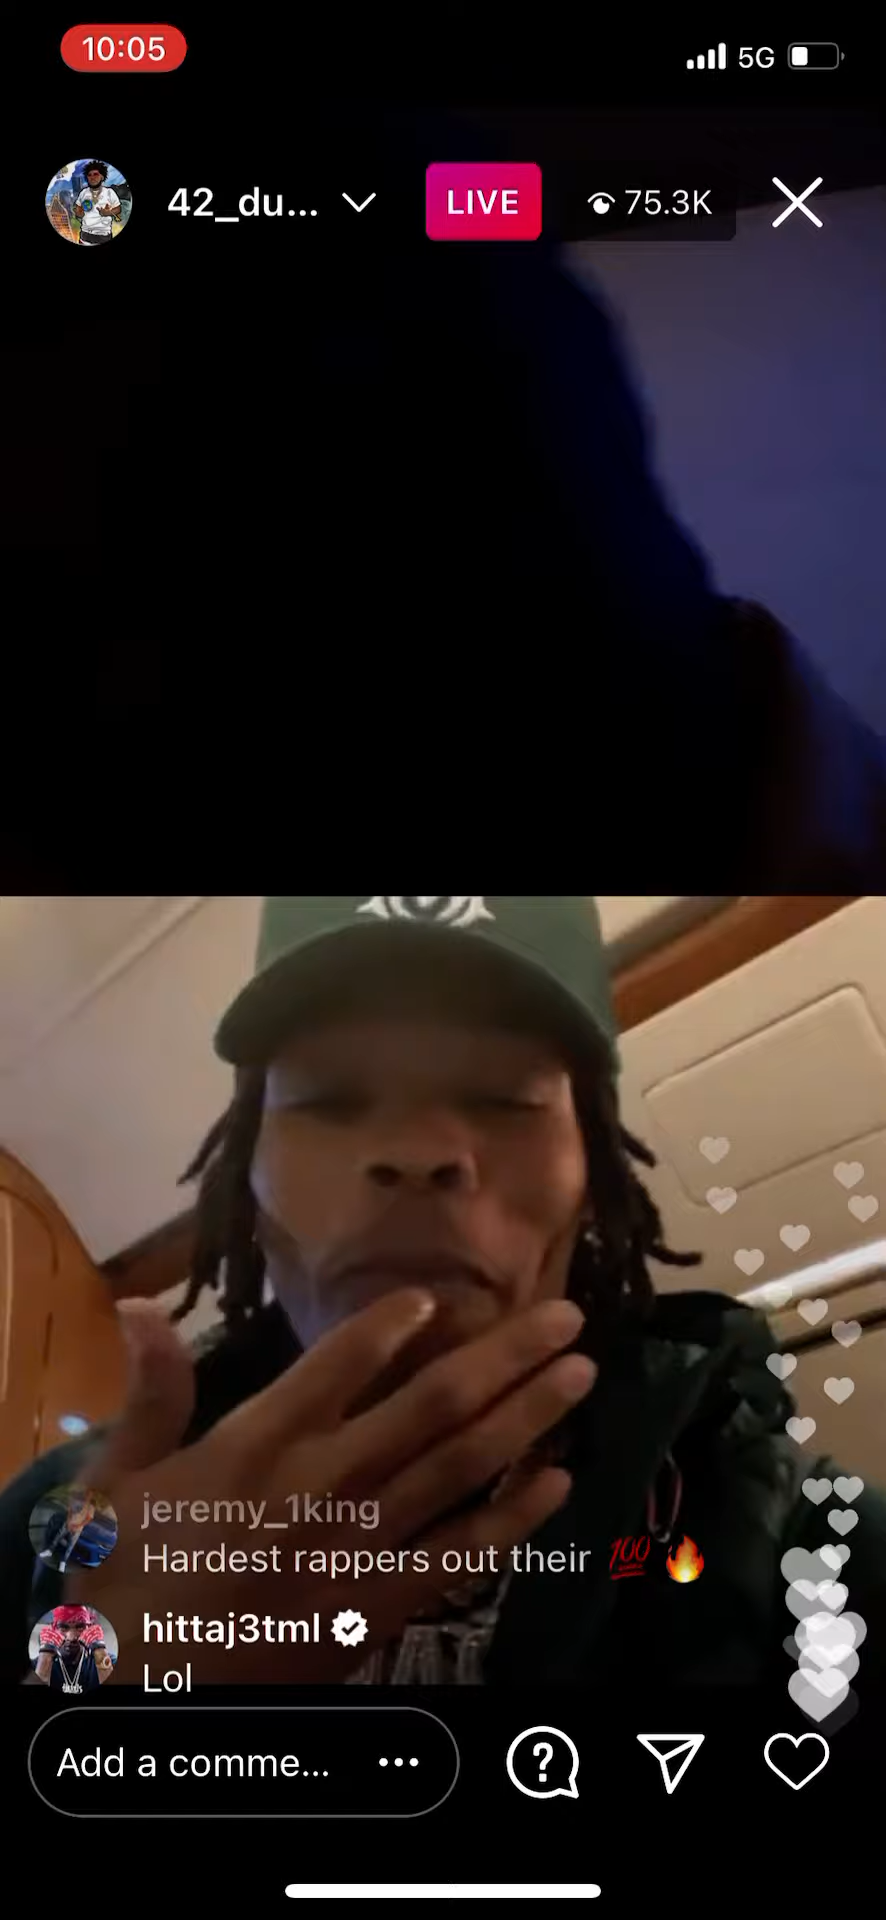 10:05
5G
42_du...
LIVE
75.3K
jeremy_1king
Hardest rappers out their 💯 🔥
hittaj3tml
Lol
Add a comme...